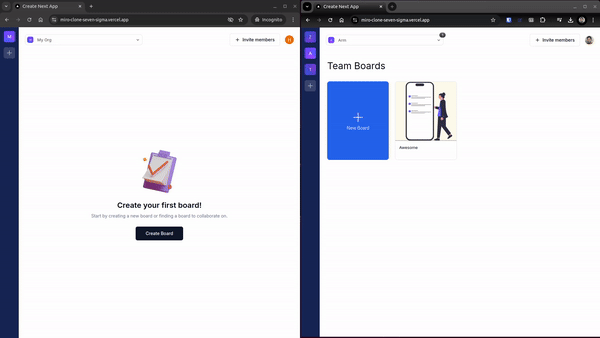 Create Next App
miro-clone-seven-sigma.vercel.app
Incognito
M
My Org
Invite members
H
Create your first board!
Start by creating a new board or finding a board to collaborate on.
Create Board
Create Next App
miro-clone-seven-sigma.vercel.app
Invite members
Team Boards
New Board
Awesome